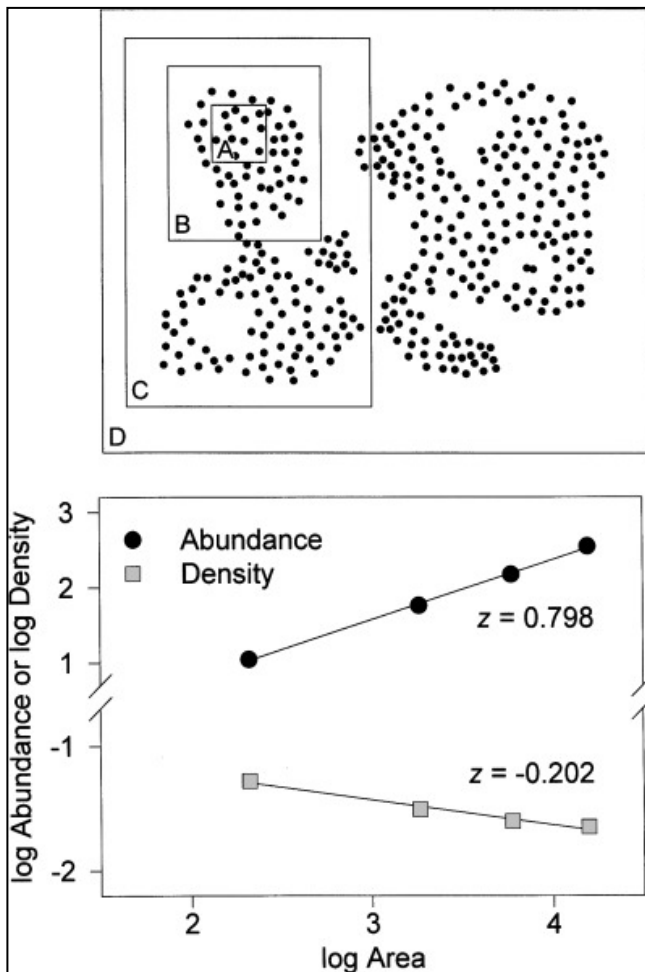 A
B
C
D
3
2
1
-1
-2
Abundance
Density
z = 0.798
z = -0.202
2
3
4
log Area
log Abundance or log Density